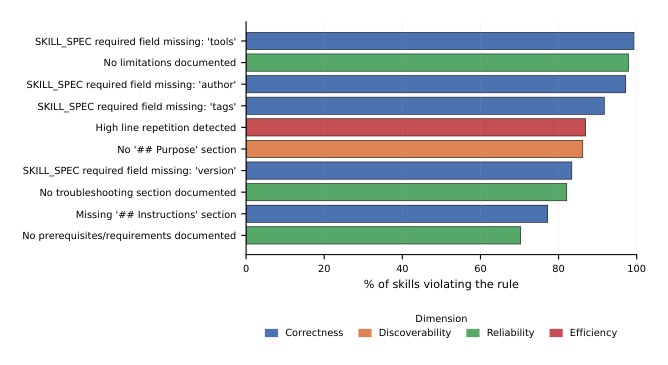 SKILL_SPEC required field missing: 'tools'
No limitations documented
SKILL_SPEC required field missing: 'author'
SKILL_SPEC required field missing: 'tags'
High line repetition detected
No '## Purpose' section
SKILL_SPEC required field missing: 'version'
No troubleshooting section documented
Missing '## Instructions' section
No prerequisites/requirements documented
0 20 40 60 80 100
% of skills violating the rule
Dimension
Correctness Discoverability Reliability Efficiency